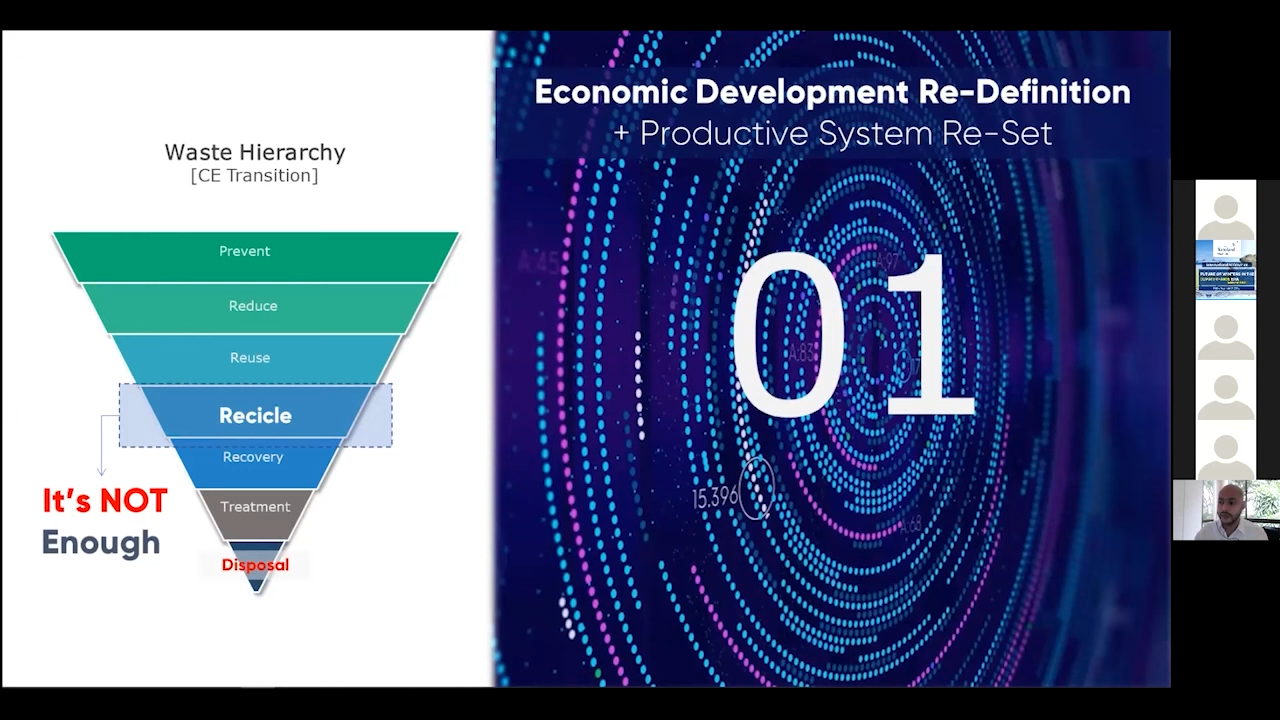 Waste Hierarchy
[CE Transition]
Prevent
Reduce
Reuse
Recicle
Recovery
Treatment
Disposal
It's NOT
Enough
Economic Development Re-Definition
+ Productive System Re-Set
01
15.396